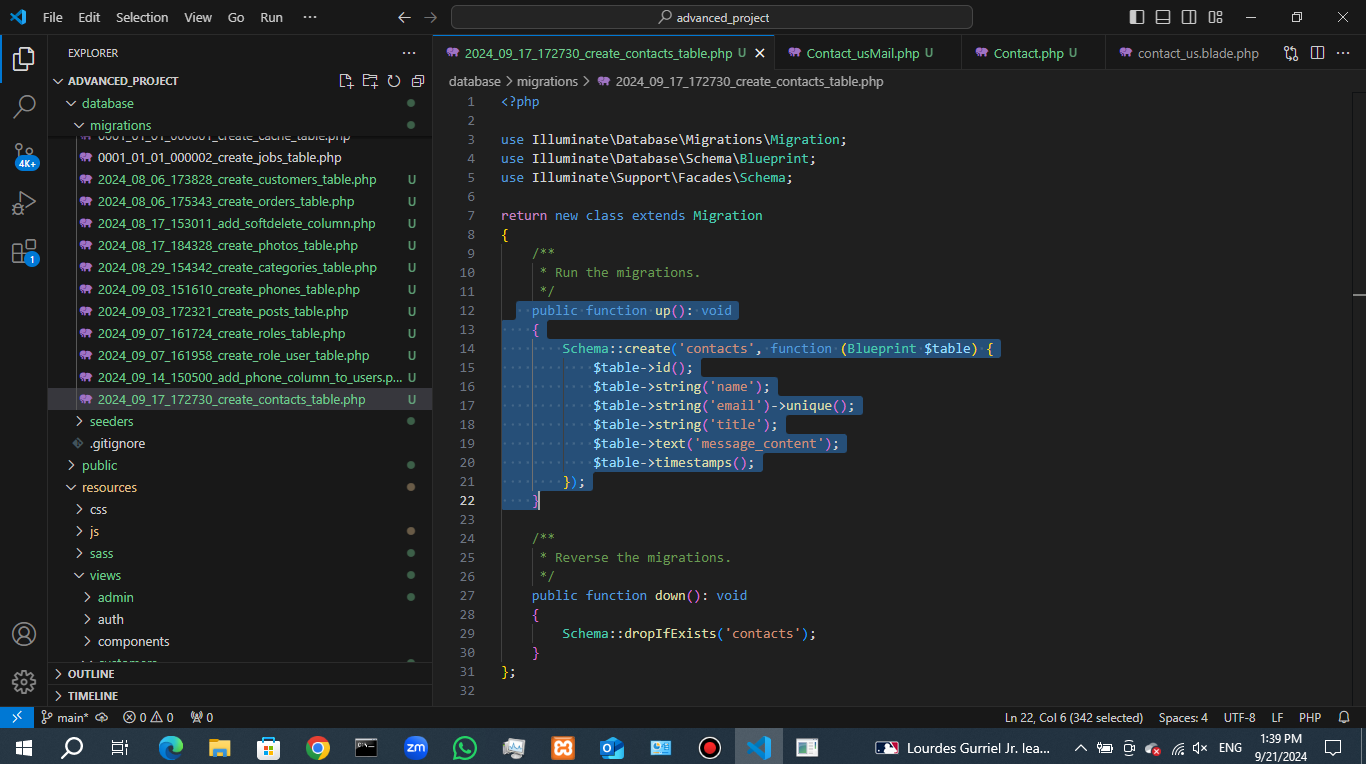 File Edit Selection View Go Run ··· advanced_project
EXPLORER
ADVANCED_PROJECT
database
migrations
0001_01_01_000001_create_cache_table.php
0001_01_01_000002_create_jobs_table.php
2024_08_06_173828_create_customers_table.php U
2024_08_06_175343_create_orders_table.php U
2024_08_17_153011_add_softdelete_column.php U
2024_08_17_184328_create_photos_table.php U
2024_08_29_154342_create_categories_table.php U
2024_09_03_151610_create_phones_table.php U
2024_09_03_172321_create_posts_table.php U
2024_09_07_161724_create_roles_table.php U
2024_09_07_161958_create_role_user_table.php U
2024_09_14_150500_add_phone_column_to_users.p... U
2024_09_17_172730_create_contacts_table.php U
seeders
.gitignore
public
resources
css
js
sass
views
admin
auth
components
customers
OUTLINE
TIMELINE
4K+
1
2024_09_17_172730_create_contacts_table.php U Contact_usMail.php U Contact.php U contact_us.blade.php
database > migrations > 2024_09_17_172730_create_contacts_table.php
1 <?php
2
3 use Illuminate\Database\Migrations\Migration;
4 use Illuminate\Database\Schema\Blueprint;
5 use Illuminate\Support\Facades\Schema;
6
7 return new class extends Migration
8 {
9 /**
10 * Run the migrations.
11 */
12 public function up(): void
13 {
14 Schema::create('contacts', function (Blueprint $table) {
15 $table->id();
16 $table->string('name');
17 $table->string('email')->unique();
18 $table->string('title');
19 $table->text('message_content');
20 $table->timestamps();
21 });
22 }
23
24 /**
25 * Reverse the migrations.
26 */
27 public function down(): void
28 {
29 Schema::dropIfExists('contacts');
30 }
31 };
32
main* 0 0 0 Ln 22, Col 6 (342 selected) Spaces: 4 UTF-8 LF PHP
zm Lourdes Gurriel Jr. lea... ENG 1:39 PM
9/21/2024